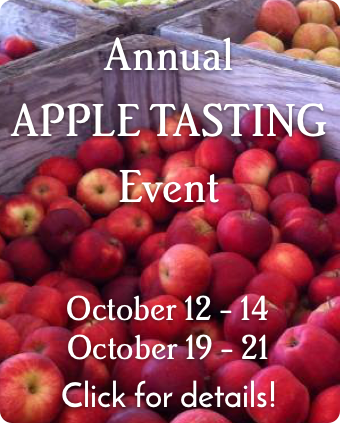 Annual
APPLE TASTING
Event
October 12 - 14
October 19 - 21
Click for details!